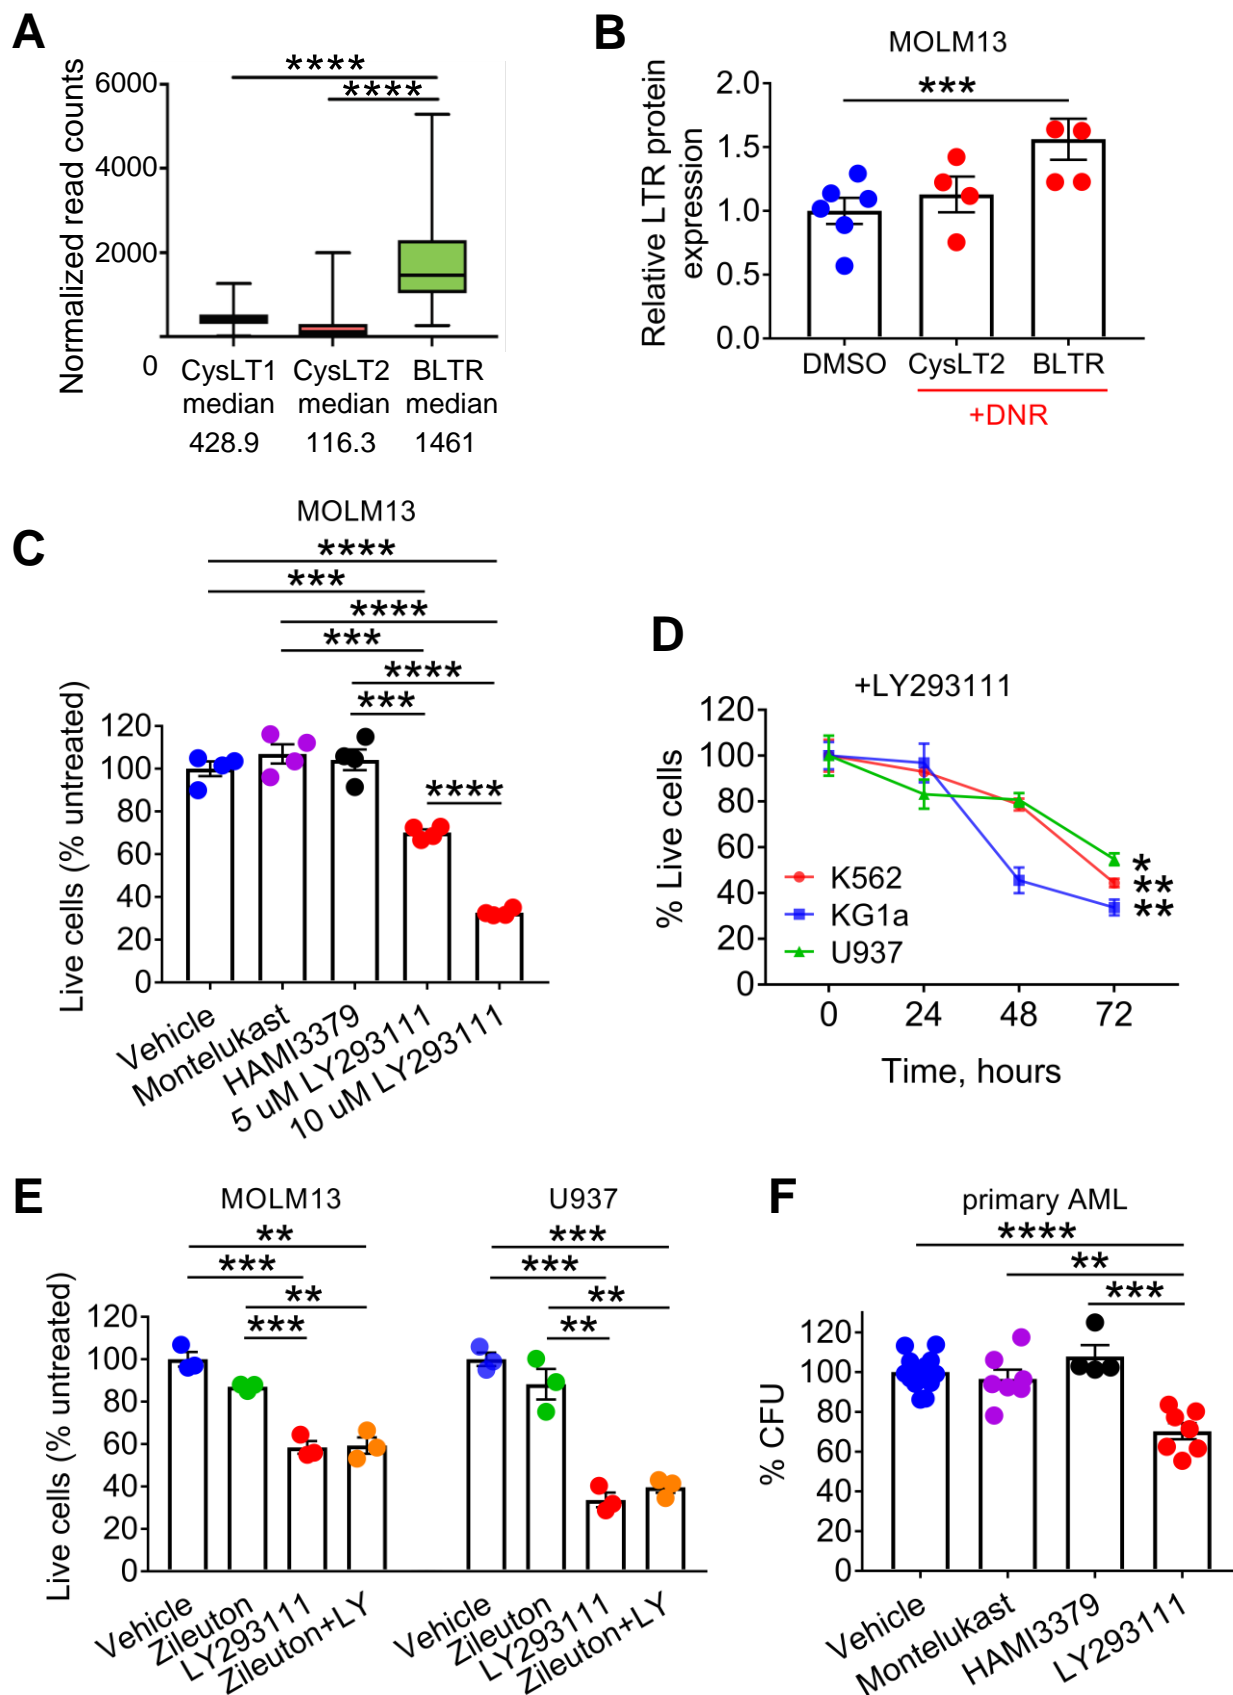 A
****
****
6000
4000
2000
0
Normalized read counts
CysLT1 CysLT2 BLTR
median median median
428.9 116.3 1461
B
MOLM13
***
2.0
1.5
1.0
0.5
0.0
Relative LTR protein
expression
DMSO CysLT2 BLTR
+DNR
C
MOLM13
****
***
****
***
****
***
****
120
100
80
60
40
20
0
Live cells (% untreated)
Vehicle
Montelukast
HAMI3379
5 uM LY293111
10 uM LY293111
D
+LY293111
120
100
80
60
40
20
0
% Live cells
K562
KG1a
U937
*
**
**
0 24 48 72
Time, hours
E
MOLM13
**
***
**
***
U937
***
***
**
**
120
100
80
60
40
20
0
Live cells (% untreated)
Vehicle
Zileuton
LY293111
Zileuton+LY
Vehicle
Zileuton
LY293111
Zileuton+LY
F
primary AML
****
**
***
120
100
80
60
40
20
0
% CFU
Vehicle
Montelukast
HAMI3379
LY293111